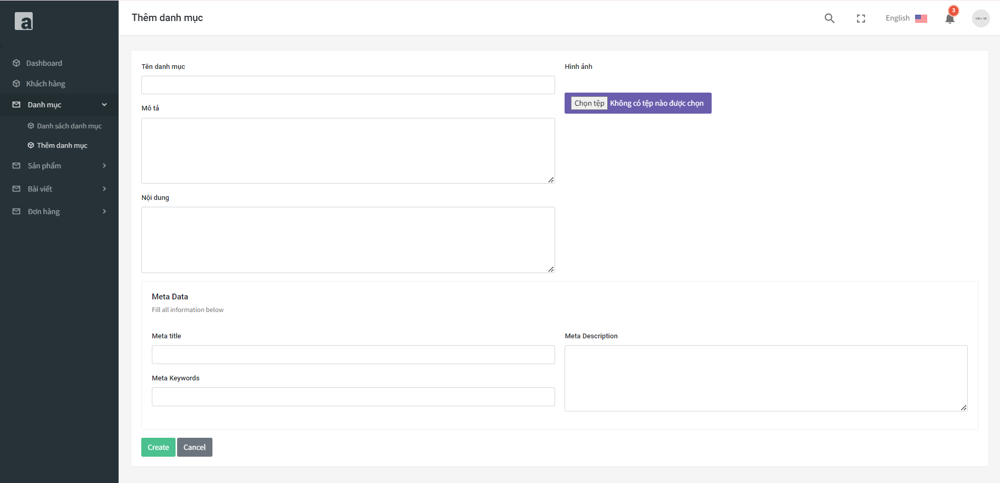 a
Thêm danh mục
English
3
Dashboard
Khách hàng
Danh mục
Danh sách danh mục
Thêm danh mục
Sản phẩm
Bài viết
Đơn hàng
Tên danh mục
Hình ảnh
Chọn tệp Không có tệp nào được chọn
Mô tả
Nội dung
Meta Data
Fill all information below
Meta title
Meta Description
Meta Keywords
Create
Cancel